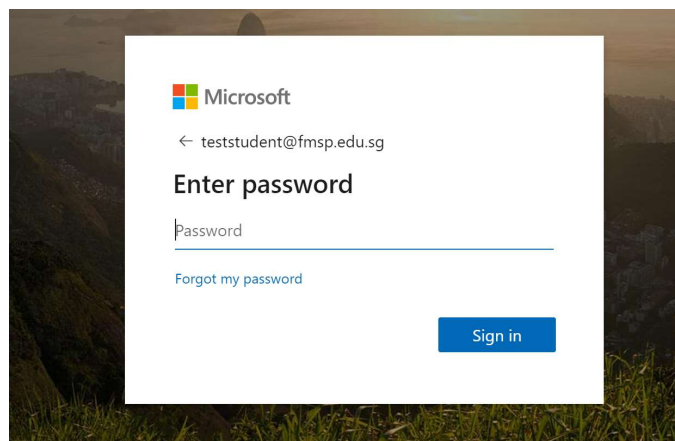 Microsoft
← teststudent@fmsp.edu.sg
Enter password
Password
Forgot my password
Sign in